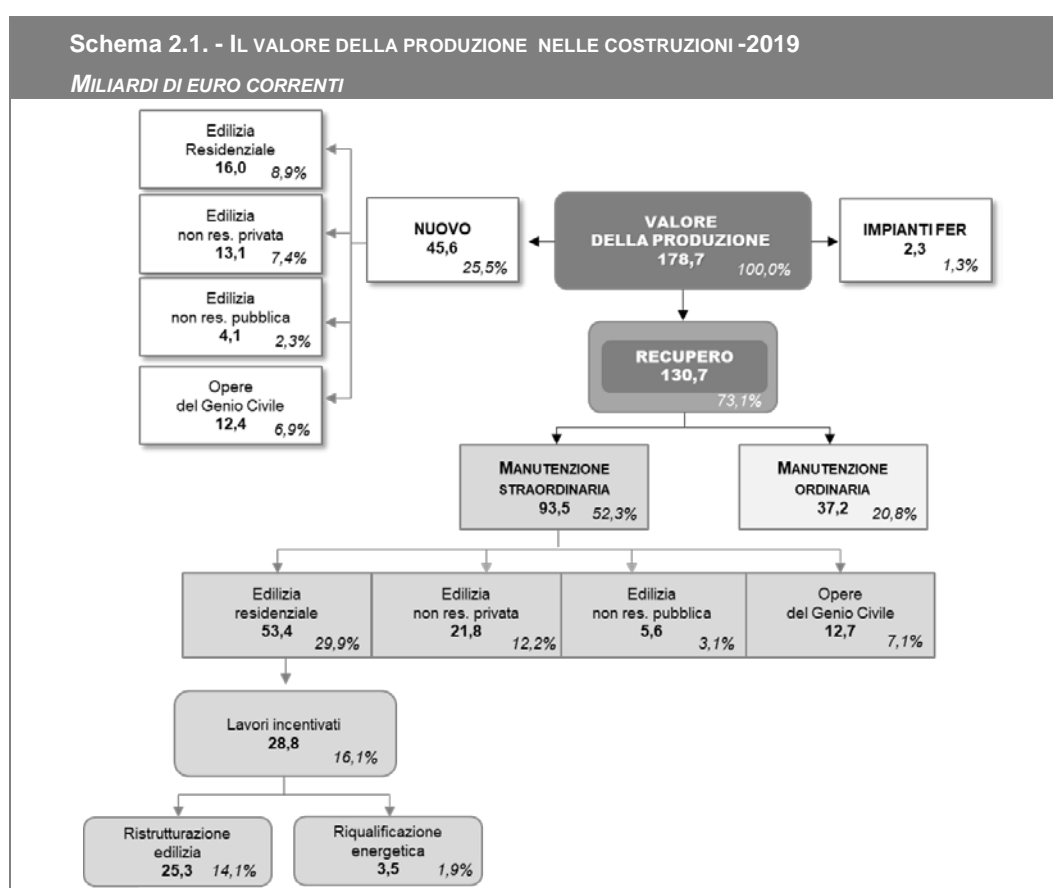 Schema 2.1. - IL VALORE DELLA PRODUZIONE NELLE COSTRUZIONI -2019
MILIARDI DI EURO CORRENTI
Edilizia
Residenziale
16,0 8,9%
Edilizia
non res. privata
13,1 7,4%
Edilizia
non res. pubblica
4,1 2,3%
Opere
del Genio Civile
12,4 6,9%
NUOVO
45,6
25,5%
VALORE
DELLA PRODUZIONE
178,7 100,0%
IMPIANTI FER
2,3
1,3%
RECUPERO
130,7
73,1%
MANUTENZIONE
STRAORDINARIA
93,5 52,3%
MANUTENZIONE
ORDINARIA
37,2 20,8%
Edilizia
residenziale
53,4
29,9%
Edilizia
non res. privata
21,8
12,2%
Edilizia
non res. pubblica
5,6
3,1%
Opere
del Genio Civile
12,7
7,1%
Lavori incentivati
28,8
16,1%
Ristrutturazione
edilizia
25,3 14,1%
Riqualificazione
energetica
3,5 1,9%